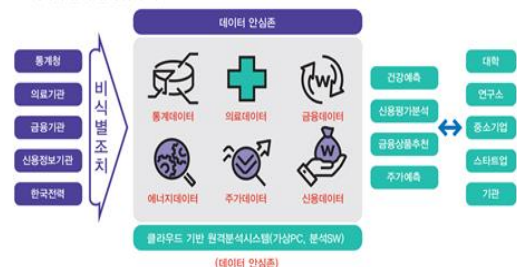 데이터 안심존
통계청
의료기관
금융기관
신용정보기관
한국전력
비식별조치
통계데이터
의료데이터
금융데이터
에너지데이터
주가데이터
신용데이터
건강예측
신용평가분석
금융상품추천
주가예측
대학
연구소
중소기업
스타트업
기관
클라우드 기반 원격분석시스템(가상PC, 분석SW)
(데이터 안심존)